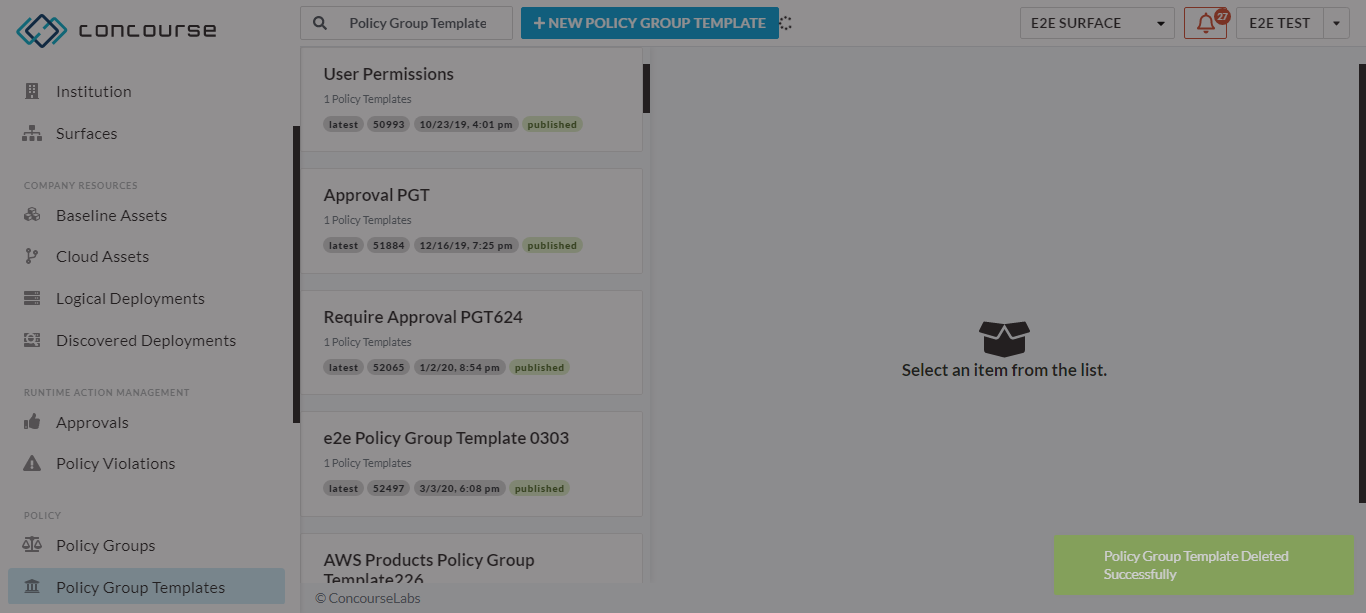 concourse
Institution
Surfaces
COMPANY RESOURCES
Baseline Assets
Cloud Assets
Logical Deployments
Discovered Deployments
RUNTIME ACTION MANAGEMENT
Approvals
Policy Violations
POLICY
Policy Groups
Policy Group Templates
Policy Group Template
+ NEW POLICY GROUP TEMPLATE
E2E SURFACE
27
E2E TEST
User Permissions
1 Policy Templates
latest 50993 10/23/19, 4:01 pm published
Approval PGT
1 Policy Templates
latest 51884 12/16/19, 7:25 pm published
Require Approval PGT624
1 Policy Templates
latest 52065 1/2/20, 8:54 pm published
e2e Policy Group Template 0303
1 Policy Templates
latest 52497 3/3/20, 6:08 pm published
AWS Products Policy Group
Template226
© ConcourseLabs
Select an item from the list.
Policy Group Template Deleted
Successfully